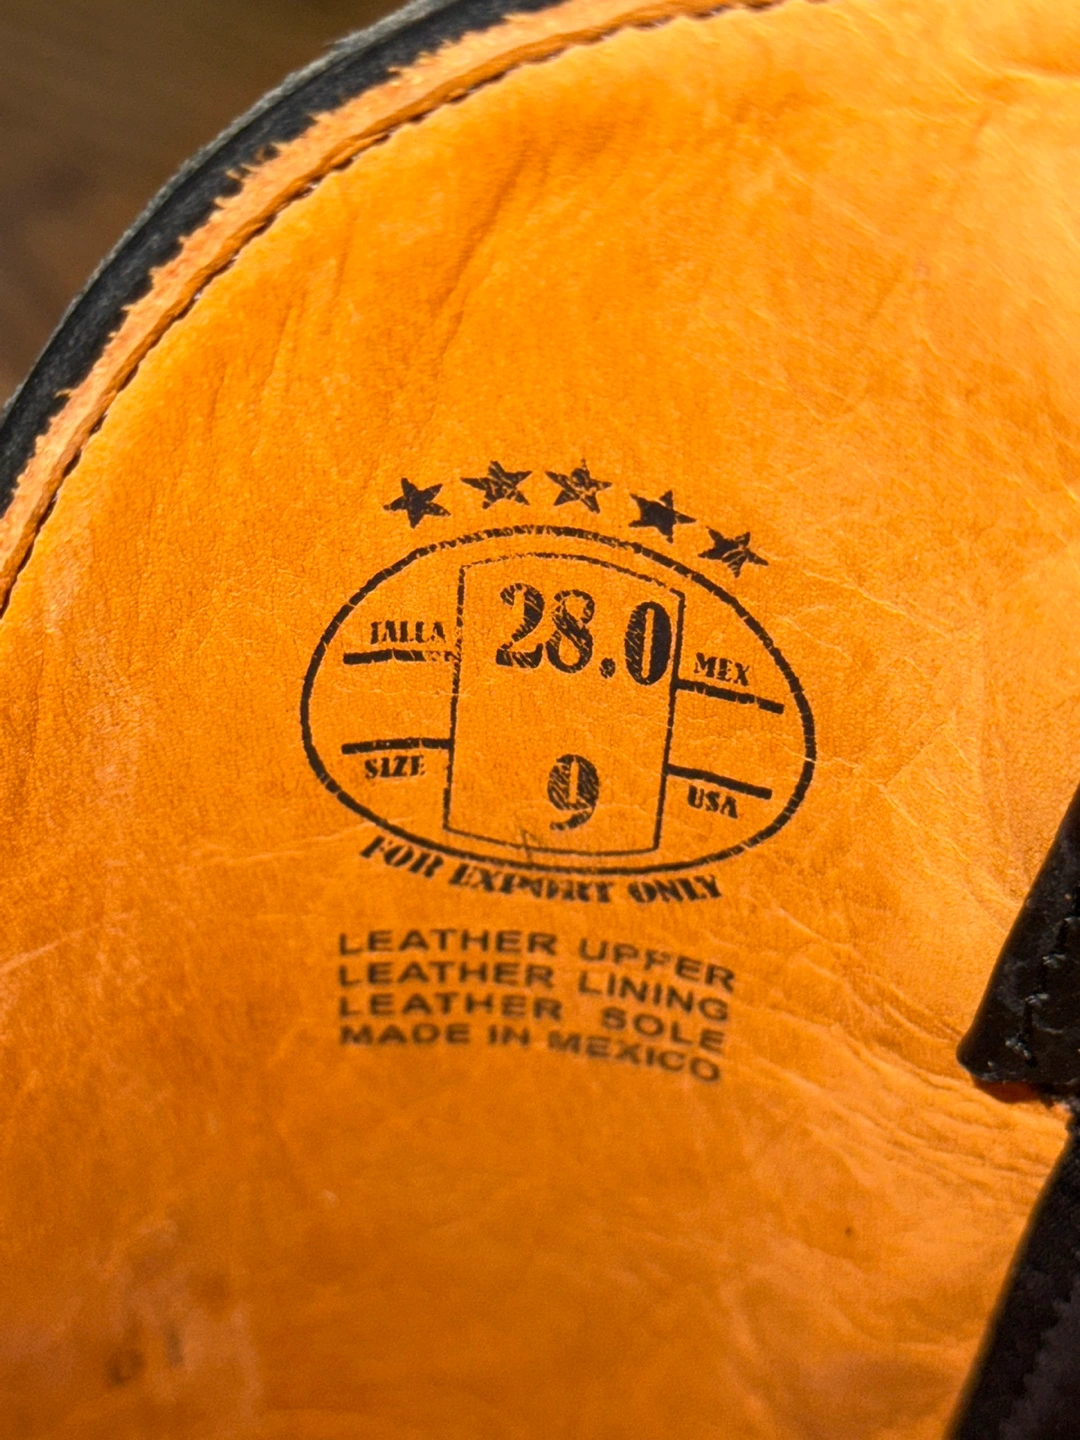 TALLA 28.0 MEX
SIZE 9 USA
FOR EXPORT ONLY
LEATHER UPPER
LEATHER LINING
LEATHER SOLE
MADE IN MEXICO